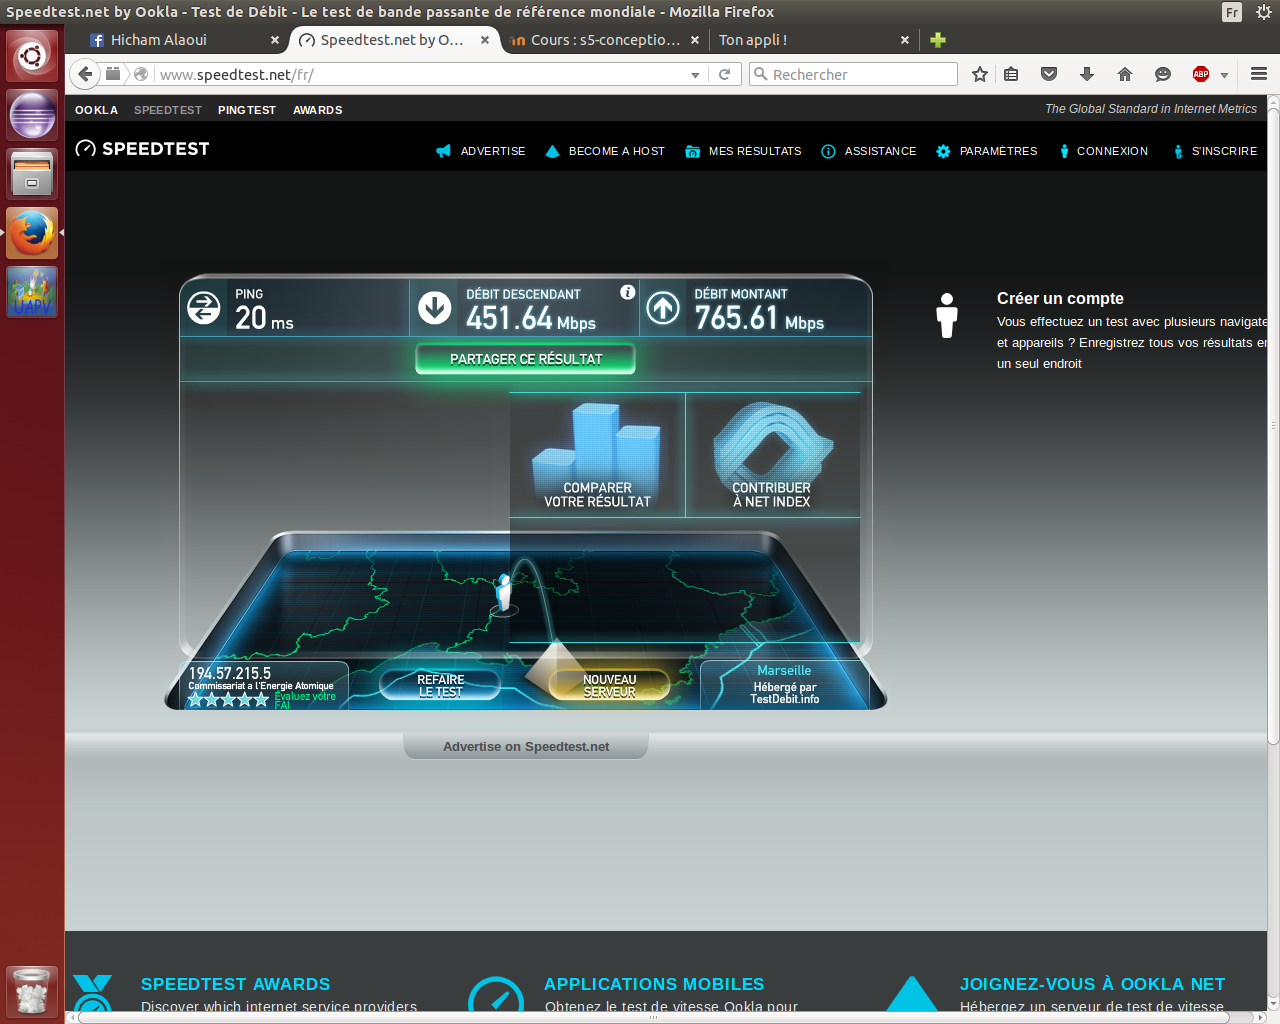 Speedtest.net by Ookla - Test de Débit - Le test de bande passante de référence mondiale - Mozilla Firefox
Fr
Hicham Alaoui
Speedtest.net by O...
Cours : s5-conceptio...
Ton appli !
www.speedtest.net/fr/
Rechercher
ABP
OOKLA SPEEDTEST PINGTEST AWARDS
The Global Standard in Internet Metrics
SPEEDTEST
ADVERTISE
BECOME A HOST
MES RÉSULTATS
ASSISTANCE
PARAMÈTRES
CONNEXION
S'INSCRIRE
PING
20 ms
DÉBIT DESCENDANT
451.64 Mbps
DÉBIT MONTANT
765.61 Mbps
PARTAGER CE RÉSULTAT
Créer un compte
Vous effectuez un test avec plusieurs navigate
et appareils ? Enregistrez tous vos résultats en
un seul endroit
COMPARER
VOTRE RÉSULTAT
CONTRIBUER
À NET INDEX
194.57.215.5
Commissariat a l'Energie Atomique
Évaluez votre
FAI
REFAIRE
LE TEST
NOUVEAU
SERVEUR
Marseille
Hébergé par
TestDebit.info
Advertise on Speedtest.net
UAPV
SPEEDTEST AWARDS
Discover which internet service providers
APPLICATIONS MOBILES
Obtenez le test de vitesse Ookla pour
JOIGNEZ-VOUS À OOKLA NET
Hébergez un serveur de test de vitesse